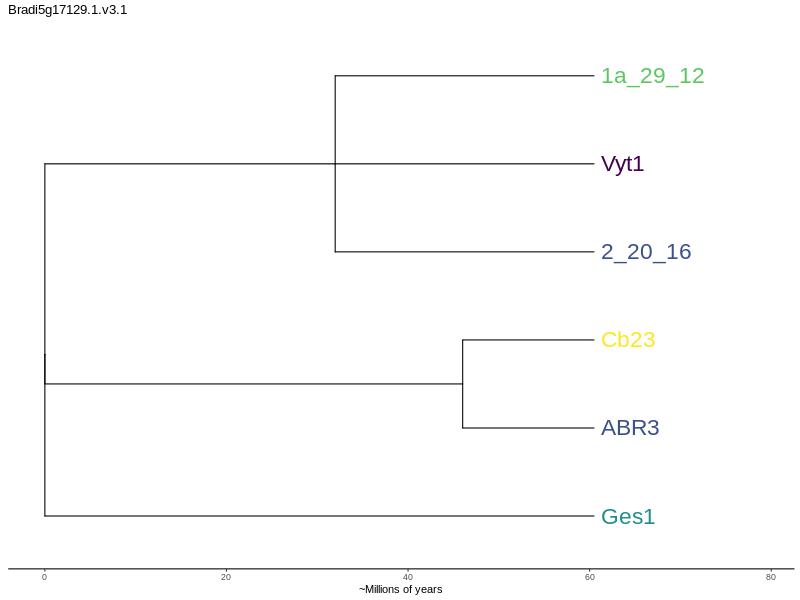 Bradi5g17129.1.v3.1
1a_29_12
Vyt1
2_20_16
Cb23
ABR3
Ges1
0 20 40 60 80
~Millions of years